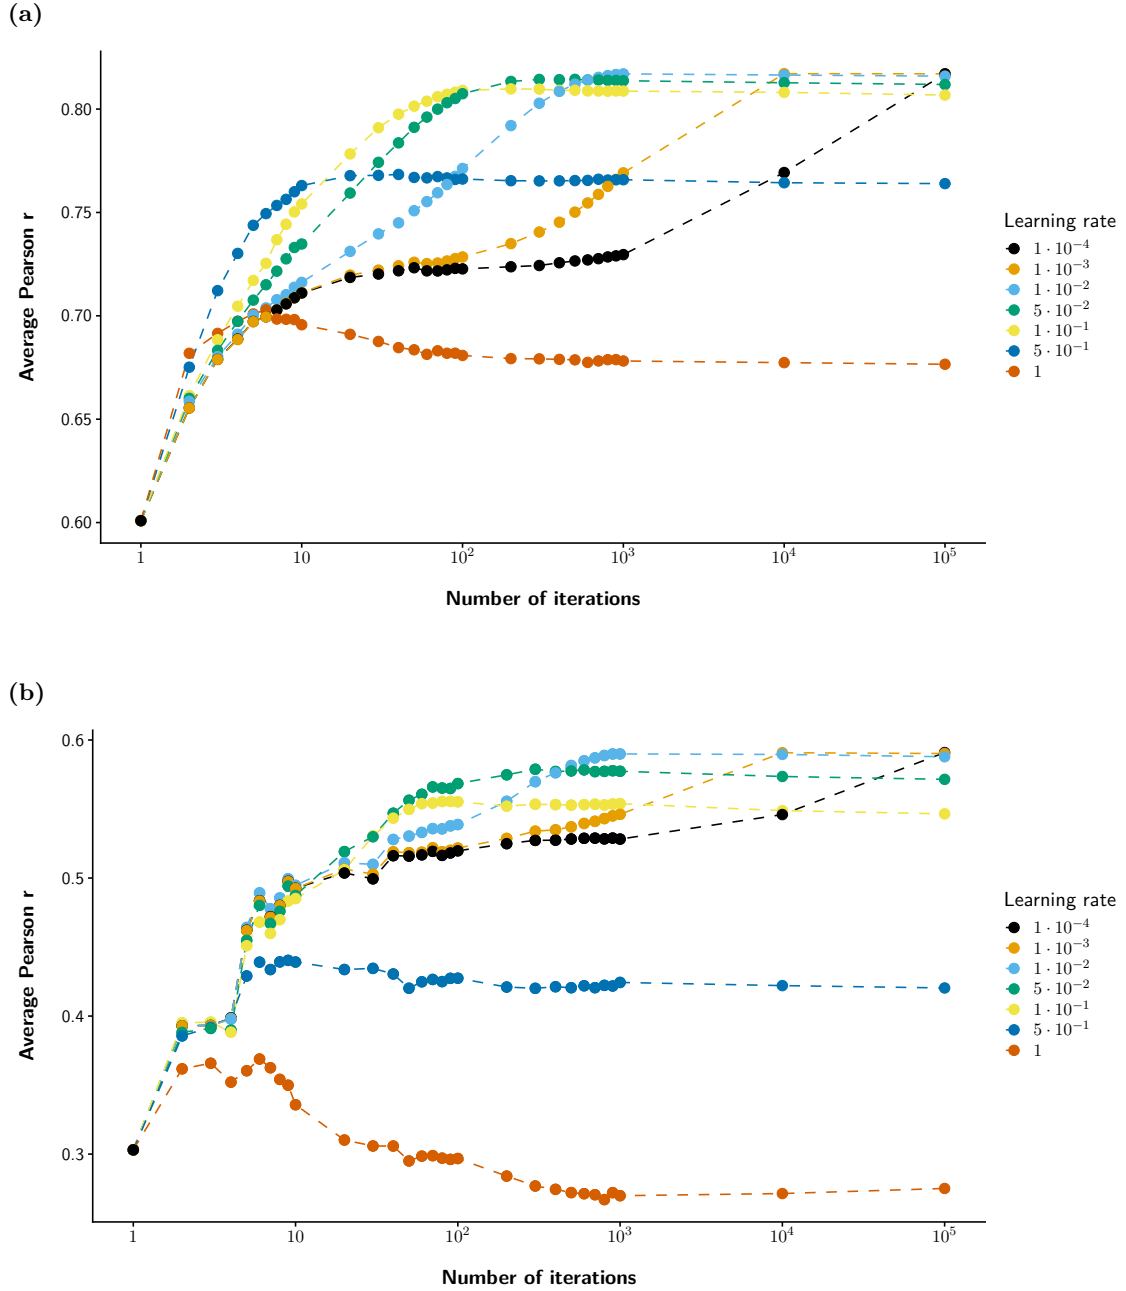 (a)
Average Pearson r
0.80
0.75
0.70
0.65
0.60
1
10
10²
10³
10⁴
10⁵
Number of iterations
Learning rate
1 · 10⁻⁴
1 · 10⁻³
1 · 10⁻²
5 · 10⁻²
1 · 10⁻¹
5 · 10⁻¹
1
(b)
Average Pearson r
0.6
0.5
0.4
0.3
1
10
10²
10³
10⁴
10⁵
Number of iterations
Learning rate
1 · 10⁻⁴
1 · 10⁻³
1 · 10⁻²
5 · 10⁻²
1 · 10⁻¹
5 · 10⁻¹
1